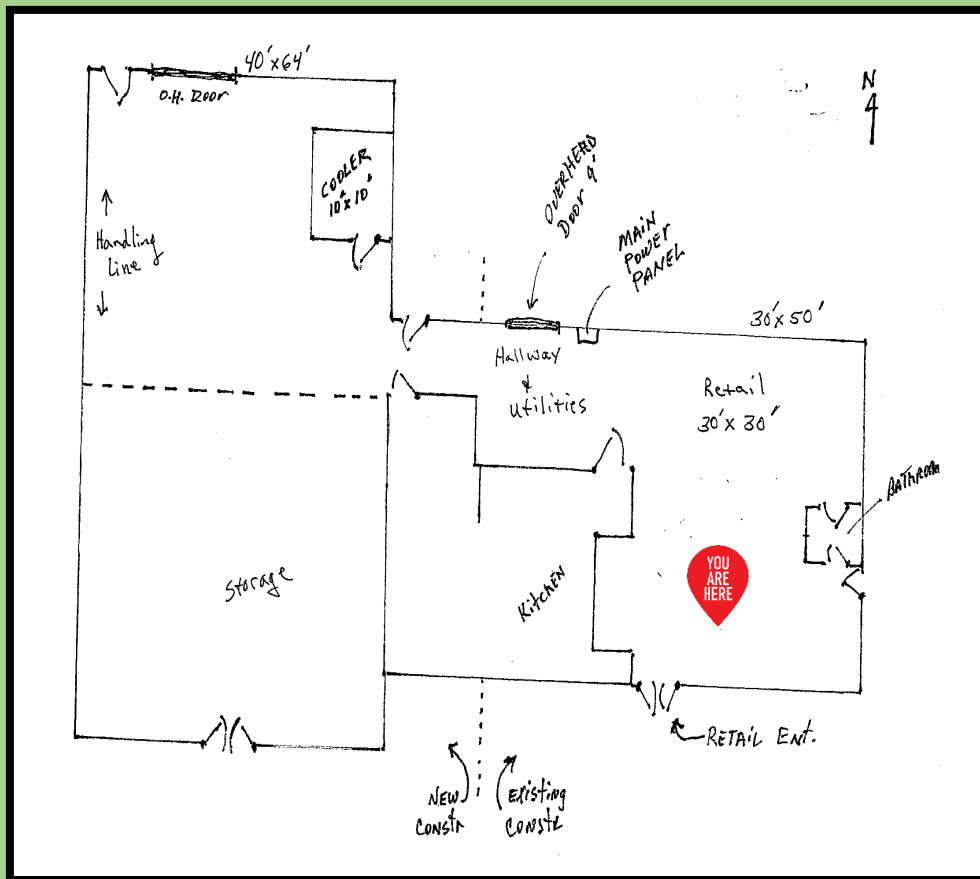 40'x64'
O.H. Door
N
COOLER
10'x10'
OVERHEAD
Door 9'
MAIN
POWER
PANEL
Handling
Line
30'x50'
Hallway
&
Utilities
Retail
30'x30'
BATHROOM
YOU
ARE
HERE
Storage
Kitchen
RETAIL ENT.
NEW
CONSTR
EXISTING
CONSTR